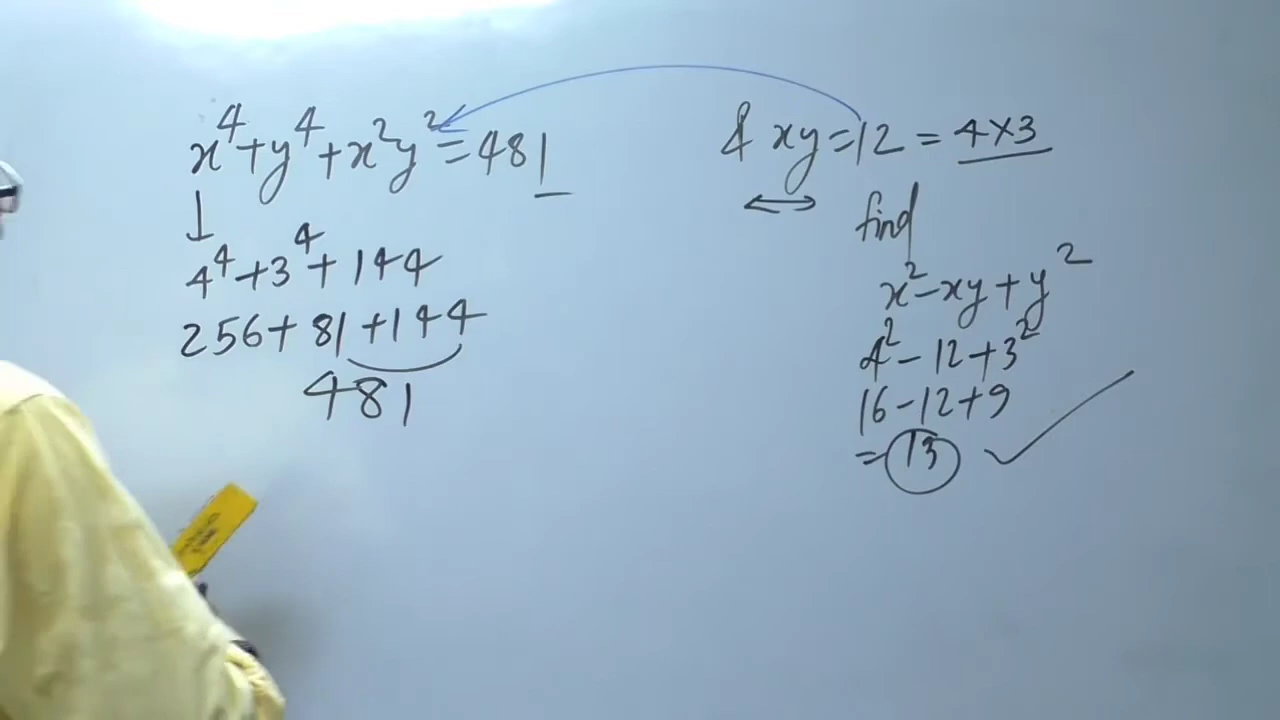 x⁴+y⁴+x²y²=481
4⁴+3⁴+144
256+81+144
481
& xy=12=4×3
find
x²-xy+y²
4²-12+3²
16-12+9
=13